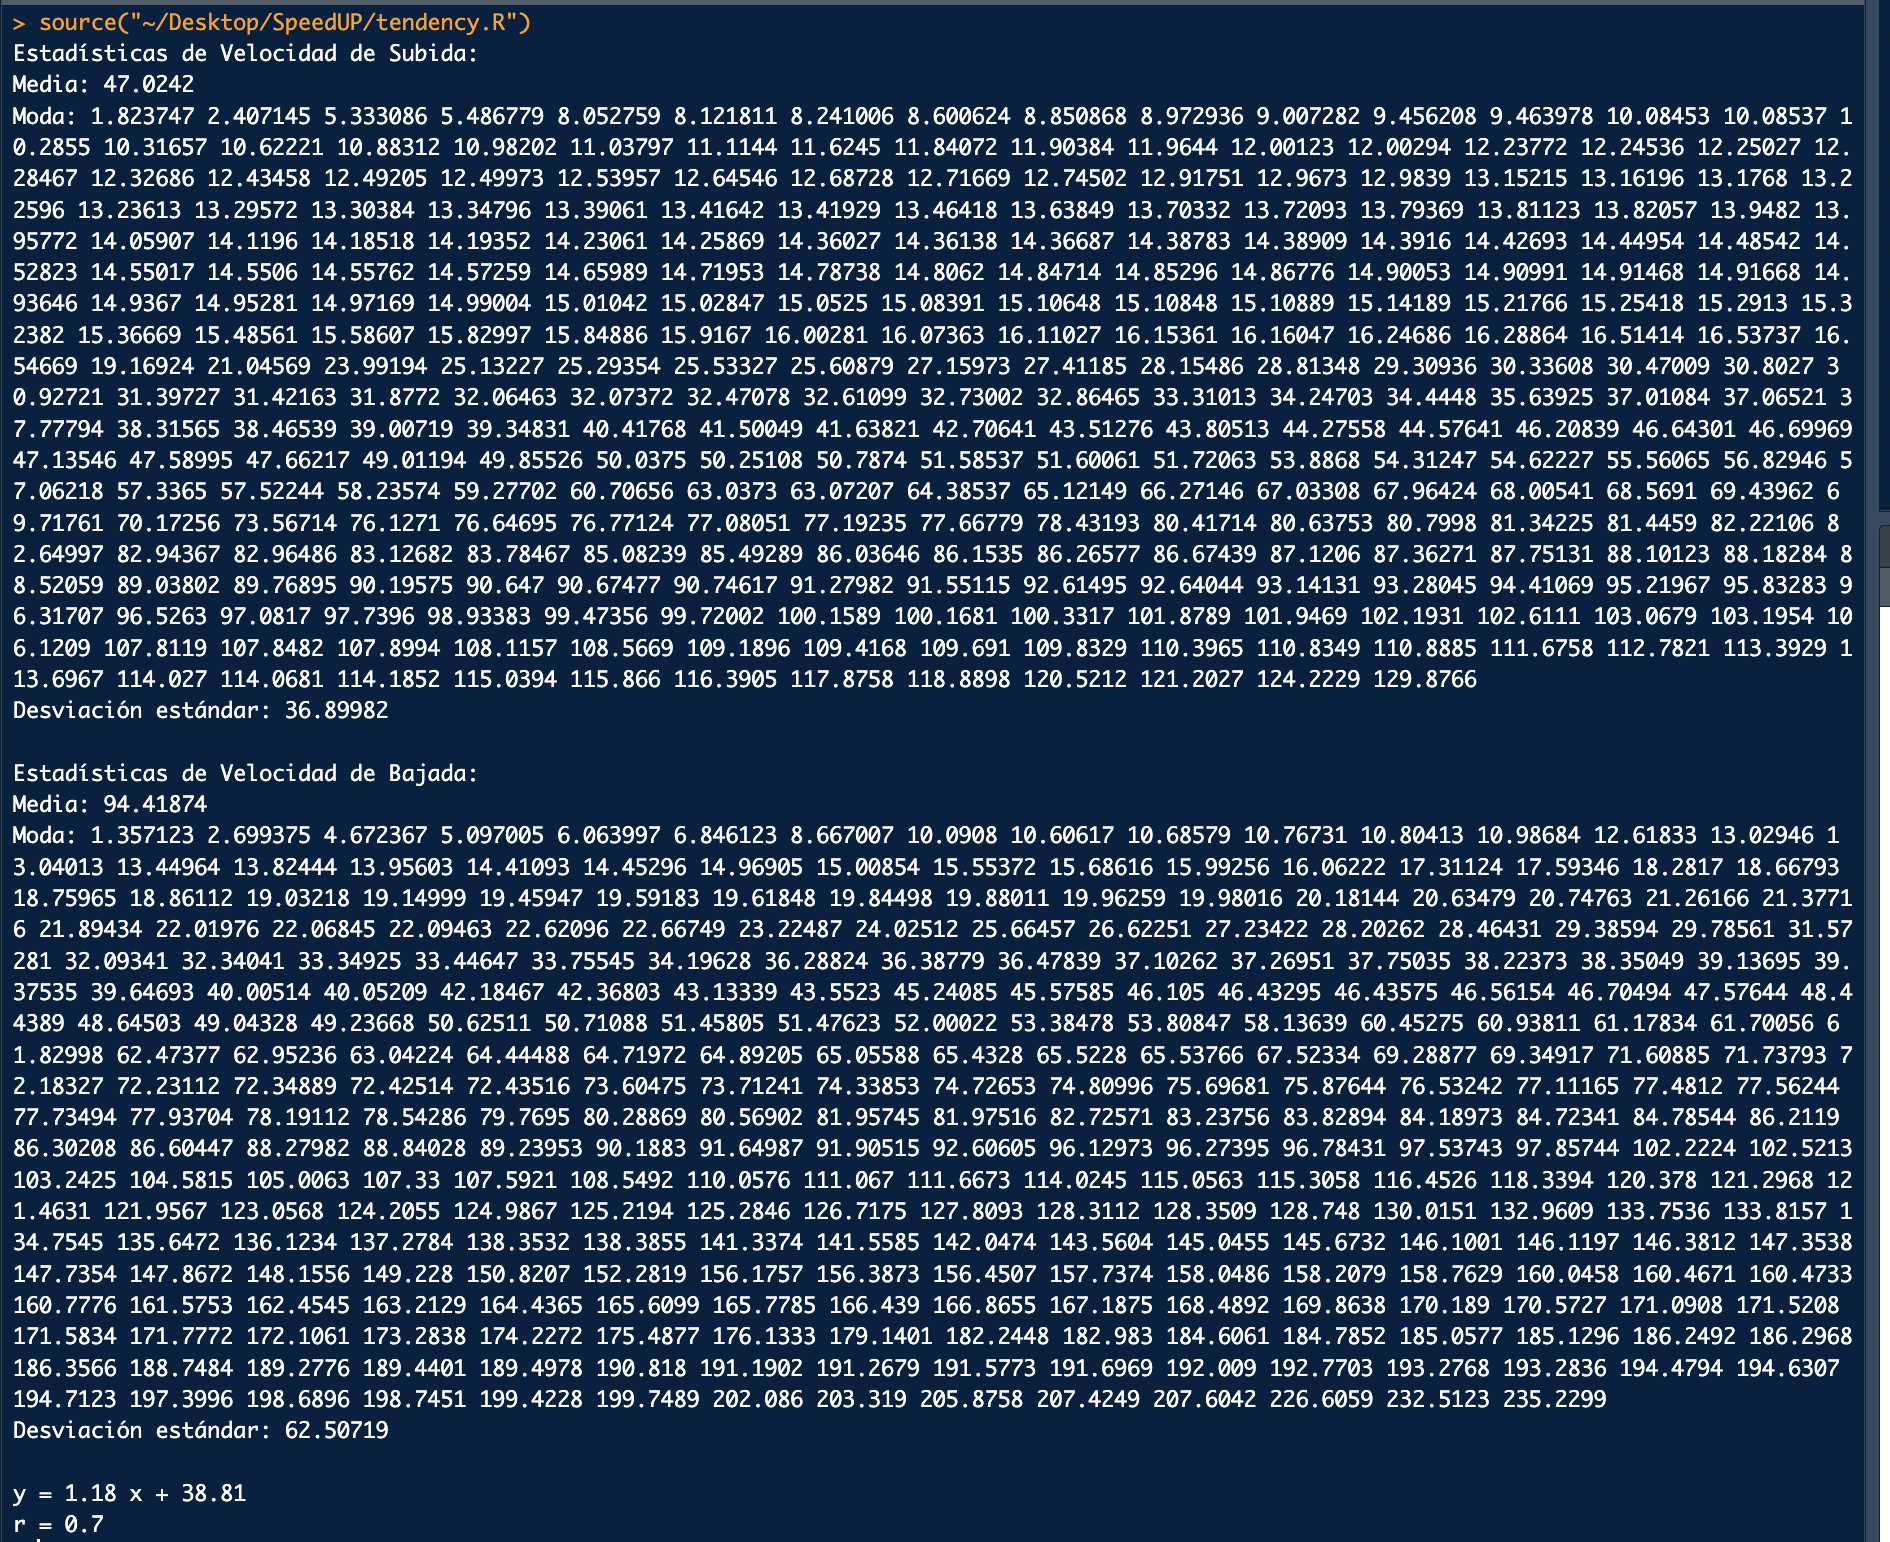 > source("~/Desktop/SpeedUP/tendency.R")
Estadísticas de Velocidad de Subida:
Media: 47.0242
Moda: 1.823747 2.407145 5.333086 5.486779 8.052759 8.121811 8.241006 8.600624 8.850868 8.972936 9.007282 9.456208 9.463978 10.08453 10.08537 1
0.2855 10.31657 10.62221 10.88312 10.98202 11.03797 11.1144 11.6245 11.84072 11.90384 11.9644 12.00123 12.00294 12.23772 12.24536 12.25027 12.
28467 12.32686 12.43458 12.49205 12.49973 12.53957 12.64546 12.68728 12.71669 12.74502 12.91751 12.9673 12.9839 13.15215 13.16196 13.1768 13.2
2596 13.23613 13.29572 13.30384 13.34796 13.39061 13.41642 13.41929 13.46418 13.63849 13.70332 13.72093 13.79369 13.81123 13.82057 13.9482 13.
95772 14.05907 14.1196 14.18518 14.19352 14.23061 14.25869 14.36027 14.36138 14.36687 14.38783 14.38909 14.3916 14.42693 14.44954 14.48542 14.
52823 14.55017 14.5506 14.55762 14.57259 14.65989 14.71953 14.78738 14.8062 14.84714 14.85296 14.86776 14.90053 14.90991 14.91468 14.91668 14.
93646 14.9367 14.95281 14.97169 14.99004 15.01042 15.02847 15.0525 15.08391 15.10648 15.10848 15.10889 15.14189 15.21766 15.25418 15.2913 15.3
2382 15.36669 15.48561 15.58607 15.82997 15.84886 15.9167 16.00281 16.07363 16.11027 16.15361 16.16047 16.24686 16.28864 16.51414 16.53737 16.
54669 19.16924 21.04569 23.99194 25.13227 25.29354 25.53327 25.60879 27.15973 27.41185 28.15486 28.81348 29.30936 30.33608 30.47009 30.8027 3
0.92721 31.39727 31.42163 31.8772 32.06463 32.07372 32.47078 32.61099 32.73002 32.86465 33.31013 34.24703 34.4448 35.63925 37.01084 37.06521 3
7.77794 38.31565 38.46539 39.00719 39.34831 40.41768 41.50049 41.63821 42.70641 43.51276 43.80513 44.27558 44.57641 46.20839 46.64301 46.69969
47.13546 47.58995 47.66217 49.01194 49.85526 50.0375 50.25108 50.7874 51.58537 51.60061 51.72063 53.8868 54.31247 54.62227 55.56065 56.82946 5
7.06218 57.3365 57.52244 58.23574 59.27702 60.70656 63.0373 63.07207 64.38537 65.12149 66.27146 67.03308 67.96424 68.00541 68.5691 69.43962 6
9.71761 70.17256 73.56714 76.1271 76.64695 76.77124 77.08051 77.19235 77.66779 78.43193 80.41714 80.63753 80.7998 81.34225 81.4459 82.22106 8
2.64997 82.94367 82.96486 83.12682 83.78467 85.08239 85.49289 86.03646 86.1535 86.26577 86.67439 87.1206 87.36271 87.75131 88.10123 88.18284 8
8.52059 89.03802 89.76895 90.19575 90.647 90.67477 90.74617 91.27982 91.55115 92.61495 92.64044 93.14131 93.28045 94.41069 95.21967 95.83283 9
6.31707 96.5263 97.0817 97.7396 98.93383 99.47356 99.72002 100.1589 100.1681 100.3317 101.8789 101.9469 102.1931 102.6111 103.0679 103.1954 10
6.1209 107.8119 107.8482 107.8994 108.1157 108.5669 109.1896 109.4168 109.691 109.8329 110.3965 110.8349 110.8885 111.6758 112.7821 113.3929 1
13.6967 114.027 114.0681 114.1852 115.0394 115.866 116.3905 117.8758 118.8898 120.5212 121.2027 124.2229 129.8766
Desviación estándar: 36.89982
Estadísticas de Velocidad de Bajada:
Media: 94.41874
Moda: 1.357123 2.699375 4.672367 5.097005 6.063997 6.846123 8.667007 10.0908 10.60617 10.68579 10.76731 10.80413 10.98684 12.61833 13.02946 1
3.04013 13.44964 13.82444 13.95603 14.41093 14.45296 14.96905 15.00854 15.55372 15.68616 15.99256 16.06222 17.31124 17.59346 18.2817 18.66793
18.75965 18.86112 19.03218 19.14999 19.45947 19.59183 19.61848 19.84498 19.88011 19.96259 19.98016 20.18144 20.63479 20.74763 21.26166 21.3771
6 21.89434 22.01976 22.06845 22.09463 22.62096 22.66749 23.22487 24.02512 25.66457 26.62251 27.23422 28.20262 28.46431 29.38594 29.78561 31.57
281 32.09341 32.34041 33.34925 33.44647 33.75545 34.19628 36.28824 36.38779 36.47839 37.10262 37.26951 37.75035 38.22373 38.35049 39.13695 39.
37535 39.64693 40.00514 40.05209 42.18467 42.36803 43.13339 43.5523 45.24085 45.57585 46.105 46.43295 46.43575 46.56154 46.70494 47.57644 48.4
4389 48.64503 49.04328 49.23668 50.62511 50.71088 51.45805 51.47623 52.00022 53.38478 53.80847 58.13639 60.45275 60.93811 61.17834 61.70056 6
1.82998 62.47377 62.95236 63.04224 64.44488 64.71972 64.89205 65.05588 65.4328 65.5228 65.53766 67.52334 69.28877 69.34917 71.60885 71.73793 7
2.18327 72.23112 72.34889 72.42514 72.43516 73.60475 73.71241 74.33853 74.72653 74.80996 75.69681 75.87644 76.53242 77.11165 77.4812 77.56244
77.73494 77.93704 78.19112 78.54286 79.7695 80.28869 80.56902 81.95745 81.97516 82.72571 83.23756 83.82894 84.18973 84.72341 84.78544 86.2119
86.30208 86.60447 88.27982 88.84028 89.23953 90.1883 91.64987 91.90515 92.60605 96.12973 96.27395 96.78431 97.53743 97.85744 102.2224 102.5213
103.2425 104.5815 105.0063 107.33 107.5921 108.5492 110.0576 111.067 111.6673 114.0245 115.0563 115.3058 116.4526 118.3394 120.378 121.2968 12
1.4631 121.9567 123.0568 124.2055 124.9867 125.2194 125.2846 126.7175 127.8093 128.3112 128.3509 128.748 130.0151 132.9609 133.7536 133.8157 1
34.7545 135.6472 136.1234 137.2784 138.3532 138.3855 141.3374 141.5585 142.0474 143.5604 145.0455 145.6732 146.1001 146.1197 146.3812 147.3538
147.7354 147.8672 148.1556 149.228 150.8207 152.2819 156.1757 156.3873 156.4507 157.7374 158.0486 158.2079 158.7629 160.0458 160.4671 160.4733
160.7776 161.5753 162.4545 163.2129 164.4365 165.6099 165.7785 166.439 166.8655 167.1875 168.4892 169.8638 170.189 170.5727 171.0908 171.5208
171.5834 171.7772 172.1061 173.2838 174.2272 175.4877 176.1333 179.1401 182.2448 182.983 184.6061 184.7852 185.0577 185.1296 186.2492 186.2968
186.3566 188.7484 189.2776 189.4401 189.4978 190.818 191.1902 191.2679 191.5773 191.6969 192.009 192.7703 193.2768 193.2836 194.4794 194.6307
194.7123 197.3996 198.6896 198.7451 199.4228 199.7489 202.086 203.319 205.8758 207.4249 207.6042 226.6059 232.5123 235.2299
Desviación estándar: 62.50719
y = 1.18 x + 38.81
r = 0.7